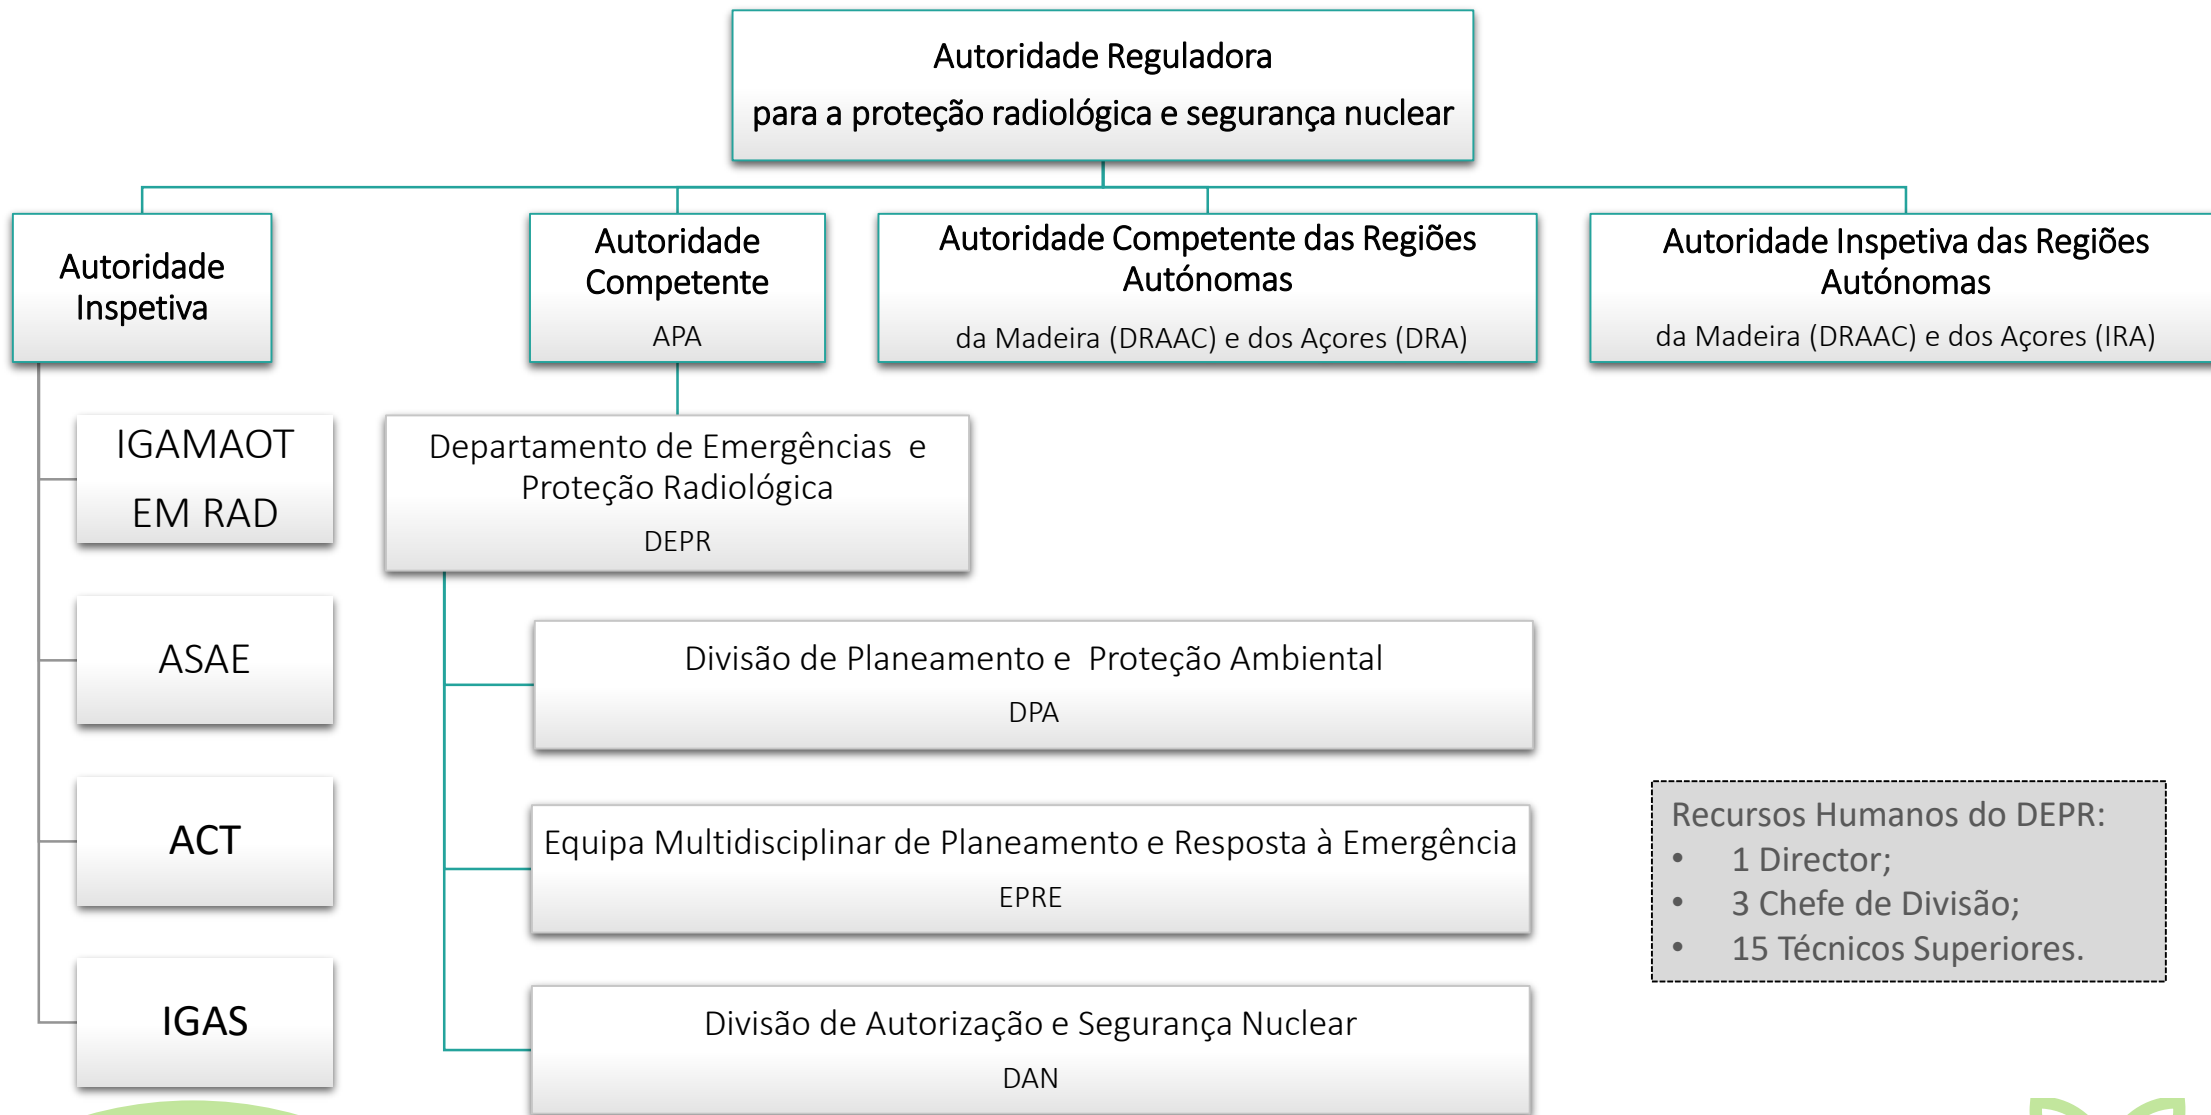 Autoridade Reguladora
para a proteção radiológica e segurança nuclear
Autoridade
Inspetiva
Autoridade
Competente
APA
Autoridade Competente das Regiões
Autónomas
da Madeira (DRAAC) e dos Açores (DRA)
Autoridade Inspetiva das Regiões
Autónomas
da Madeira (DRAAC) e dos Açores (IRA)
IGAMAOT
EM RAD
ASAE
ACT
IGAS
Departamento de Emergências e
Proteção Radiológica
DEPR
Divisão de Planeamento e Proteção Ambiental
DPA
Equipa Multidisciplinar de Planeamento e Resposta à Emergência
EPRE
Divisão de Autorização e Segurança Nuclear
DAN
Recursos Humanos do DEPR:
• 1 Director;
• 3 Chefe de Divisão;
• 15 Técnicos Superiores.